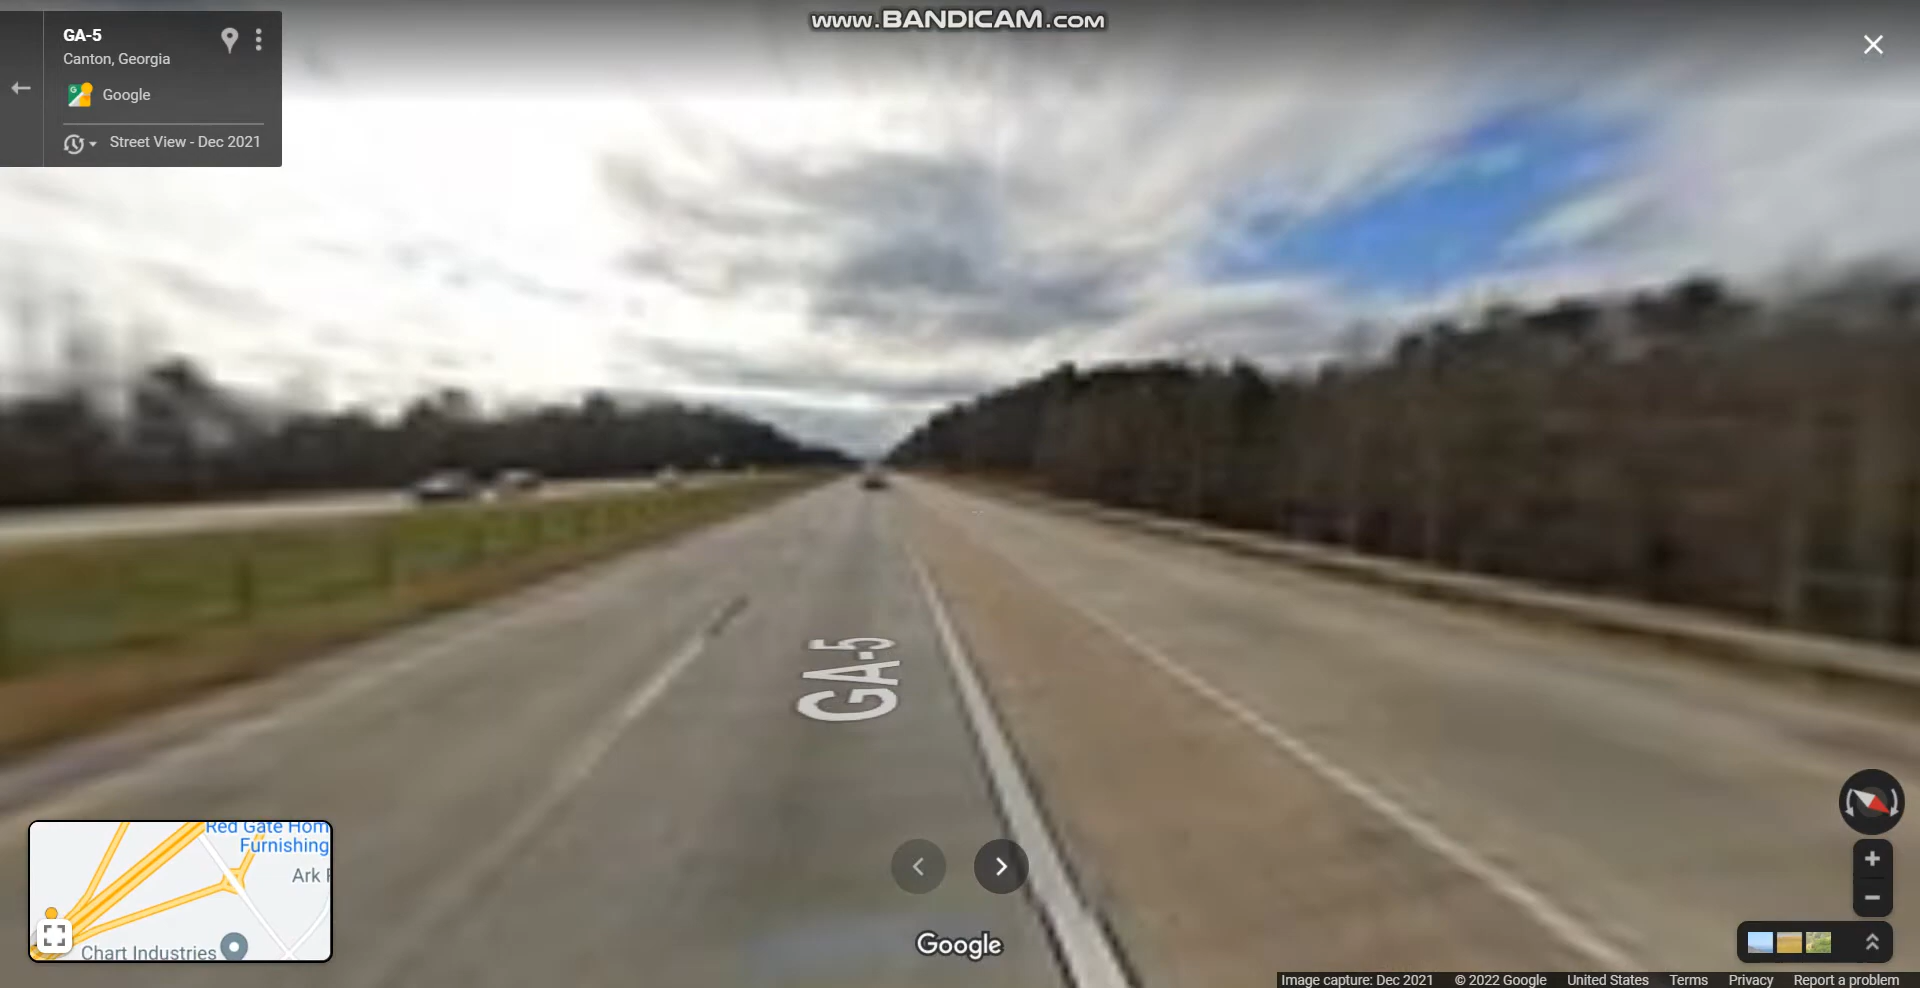 www.BANDICAM.com
GA-5
Canton, Georgia
Google
Street View - Dec 2021
GA-5
Red Gate Hom
Furnishing
Ark
Chart Industries
Google
Image capture: Dec 2021 © 2022 Google United States Terms Privacy Report a problem